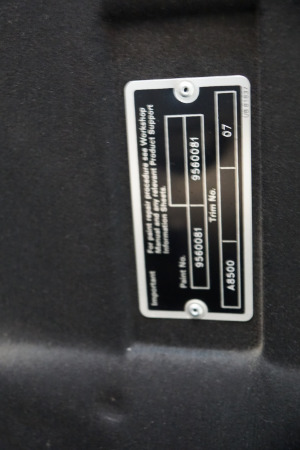 Important
For paint repair procedure see Workshop
Manual and any relevant Product Support
Information Sheets.
Paint No.
9560081 9560081
Trim No.
A8500 07